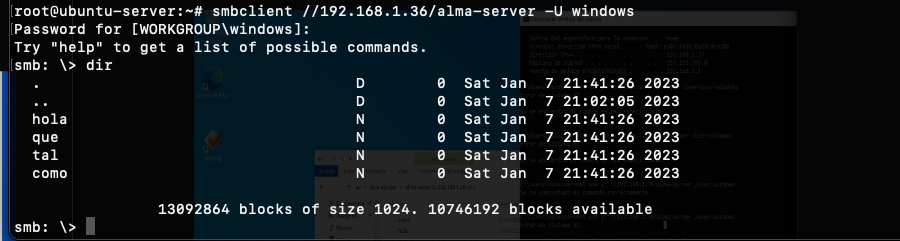 root@ubuntu-server:~# smbclient //192.168.1.36/alma-server -U windows
Password for [WORKGROUP\windows]:
Try "help" to get a list of possible commands.
smb: \> dir
. D 0 Sat Jan 7 21:41:26 2023
.. D 0 Sat Jan 7 21:02:05 2023
hola N 0 Sat Jan 7 21:41:26 2023
que N 0 Sat Jan 7 21:41:26 2023
tal N 0 Sat Jan 7 21:41:26 2023
como N 0 Sat Jan 7 21:41:26 2023
13092864 blocks of size 1024. 10746192 blocks available
smb: \>